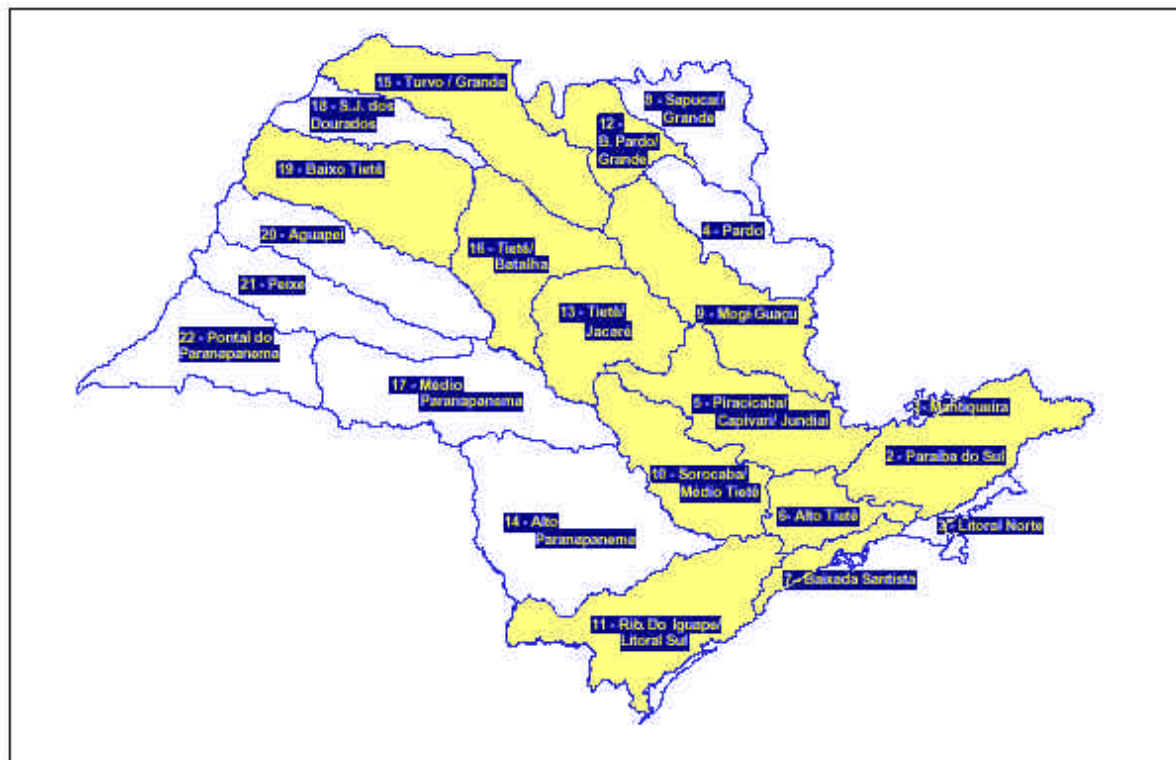 15 - Turvo / Grande
8 - Sapucaí/
Grande
18 - S.J. dos
Dourados
12 -
B. Pardo/
Grande
19 - Baixo Tietê
4 - Pardo
20 - Aguapeí
16 - Tietê/
Batalha
21 - Peixe
13 - Tietê/
Jacaré
9 - Mogi-Guaçu
22 - Pontal do
Paranapanema
17 - Médio
Paranapanema
5 - Piracicaba/
Capivari/ Jundiaí
- Mantiqueira
2 - Paraíba do Sul
10 - Sorocaba/
Médio Tietê
14 - Alto
Paranapanema
6- Alto Tietê
3 - Litoral Norte
7 - Baixada Santista
11 - Rib. Do Iguape/
Litoral Sul